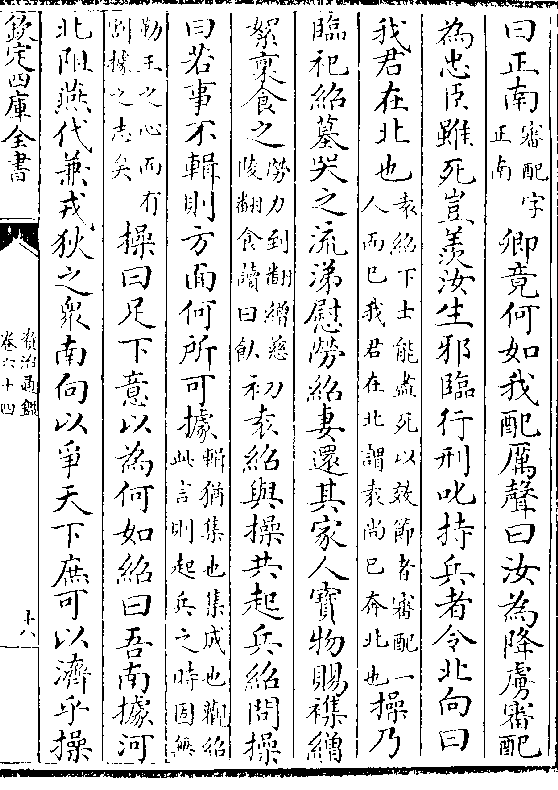 曰正南審配字正南卿竟何如我配厲聲曰汝為降虜審配
為忠臣雖死豈羨汝生邪臨行刑叱持兵者令北向曰
我君在北也袁紹下士能盡死以效節者審配一人而已我君在北謂袁尚已奔北也操乃
臨祀紹墓哭之流涕慰勞紹妻還其家人寶物賜襍繒
絮稟食之勞力到翻繒慈陵翻食讀曰飤初袁紹與操共起兵紹問操
曰若事不輯則方面何所可據輯猶集也集成也觀紹此言則起兵之時固無
勤王之心而有割據之志矣操曰足下意以為何如紹曰吾南據河
北阻燕代兼戎狄之衆南向以爭天下庶可以濟乎操
欽定四庫全書
資治通鑑
卷六十四
十八